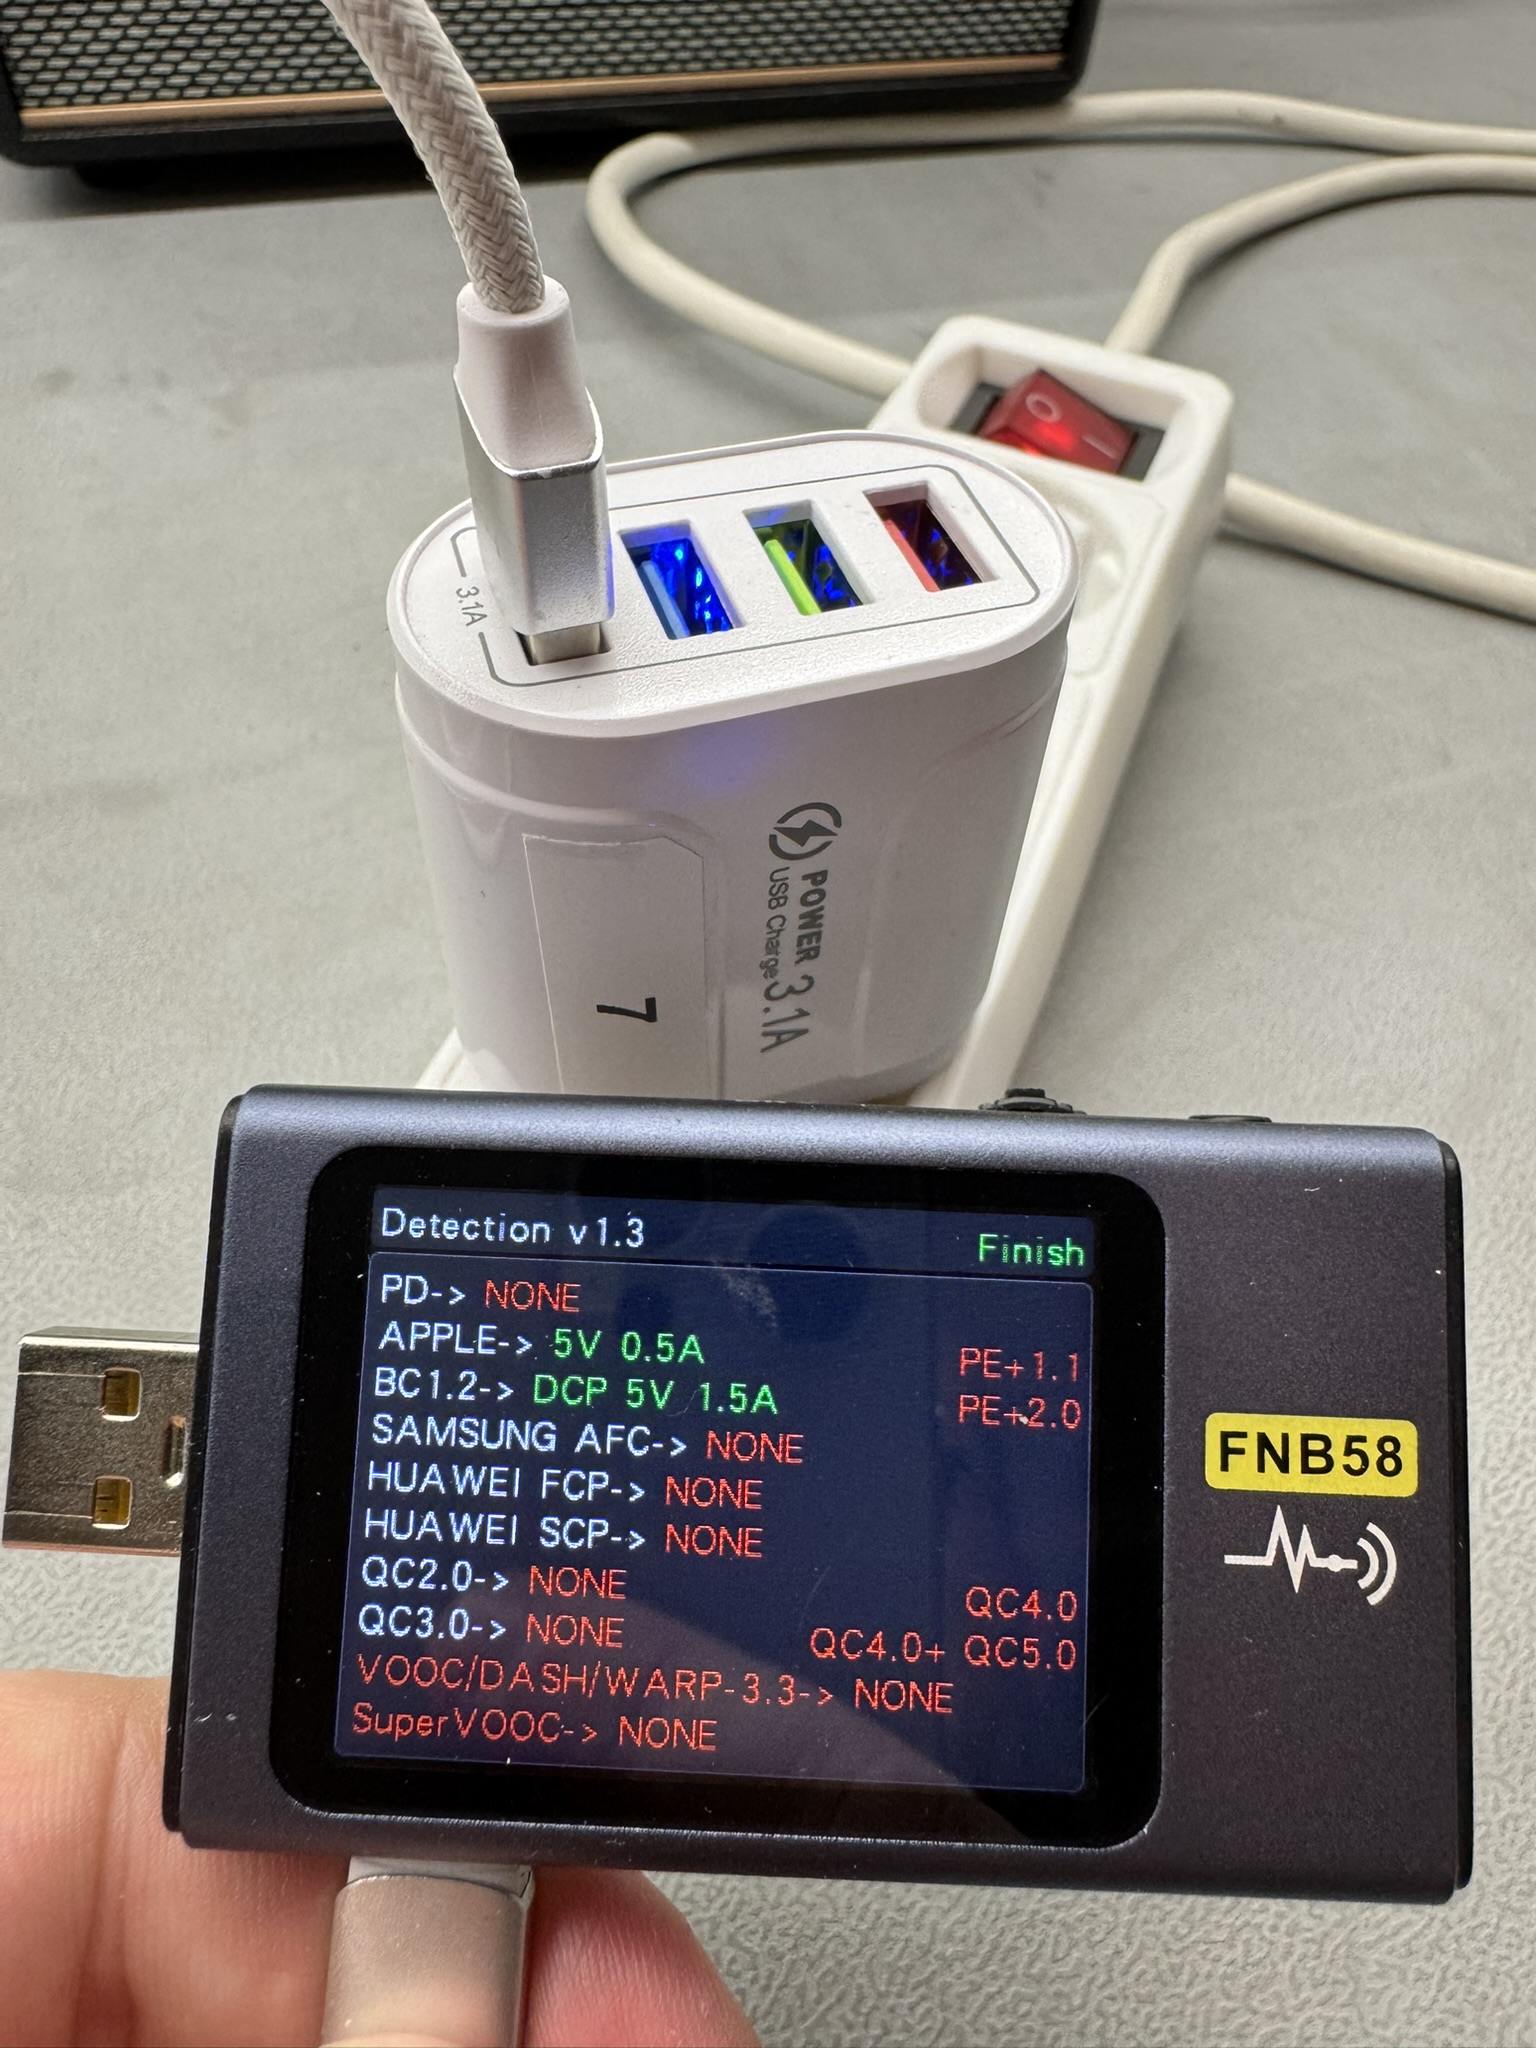 3.1A
POWER 3.1A
USB Charge
7
Detection v1.3
Finish
PD-> NONE
APPLE-> 5V 0.5A
PE+1.1
BC1.2-> DCP 5V 1.5A
PE+2.0
SAMSUNG AFC-> NONE
HUAWEI FCP-> NONE
HUAWEI SCP-> NONE
QC2.0-> NONE
QC4.0
QC3.0-> NONE
QC4.0+ QC5.0
VOOC/DASH/WARP-3.3-> NONE
SuperVOOC-> NONE
FNB58